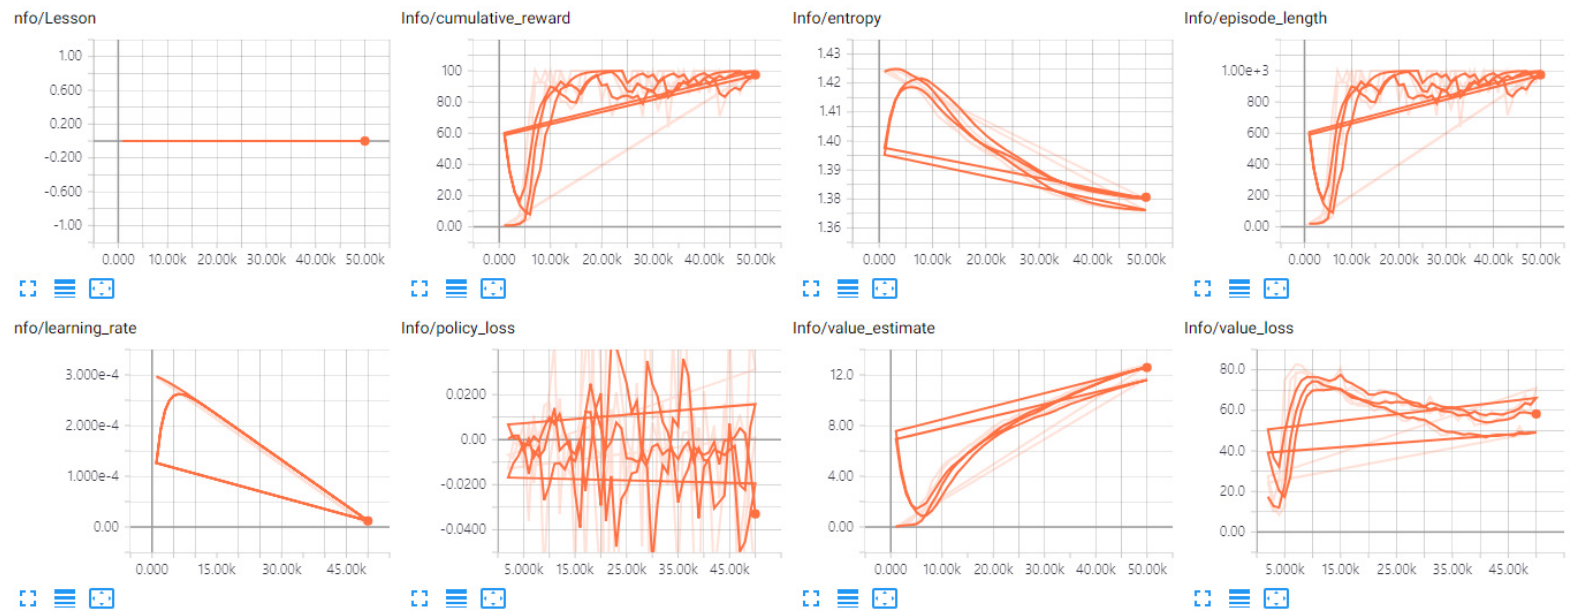 nfo/Lesson
1.00
0.600
0.200
-0.200
-0.600
-1.00
0.000 10.00k 20.00k 30.00k 40.00k 50.00k
Info/cumulative_reward
100
80.0
60.0
40.0
20.0
0.00
0.000 10.00k 20.00k 30.00k 40.00k 50.00k
Info/entropy
1.43
1.42
1.41
1.40
1.39
1.38
1.36
0.000 10.00k 20.00k 30.00k 40.00k 50.00k
Info/episode_length
1.00e+3
800
600
400
200
0.00
0.000 10.00k 20.00k 30.00k 40.00k 50.00k
nfo/learning_rate
3.000e-4
2.000e-4
1.000e-4
0.00
0.000 15.00k 30.00k 45.00k
Info/policy_loss
0.0200
0.00
-0.0200
-0.0400
5.000k 15.00k 25.00k 35.00k 45.00k
Info/value_estimate
12.0
8.00
4.00
0.00
0.000 10.00k 20.00k 30.00k 40.00k 50.00k
Info/value_loss
80.0
60.0
40.0
20.0
0.00
5.000k 15.00k 25.00k 35.00k 45.00k